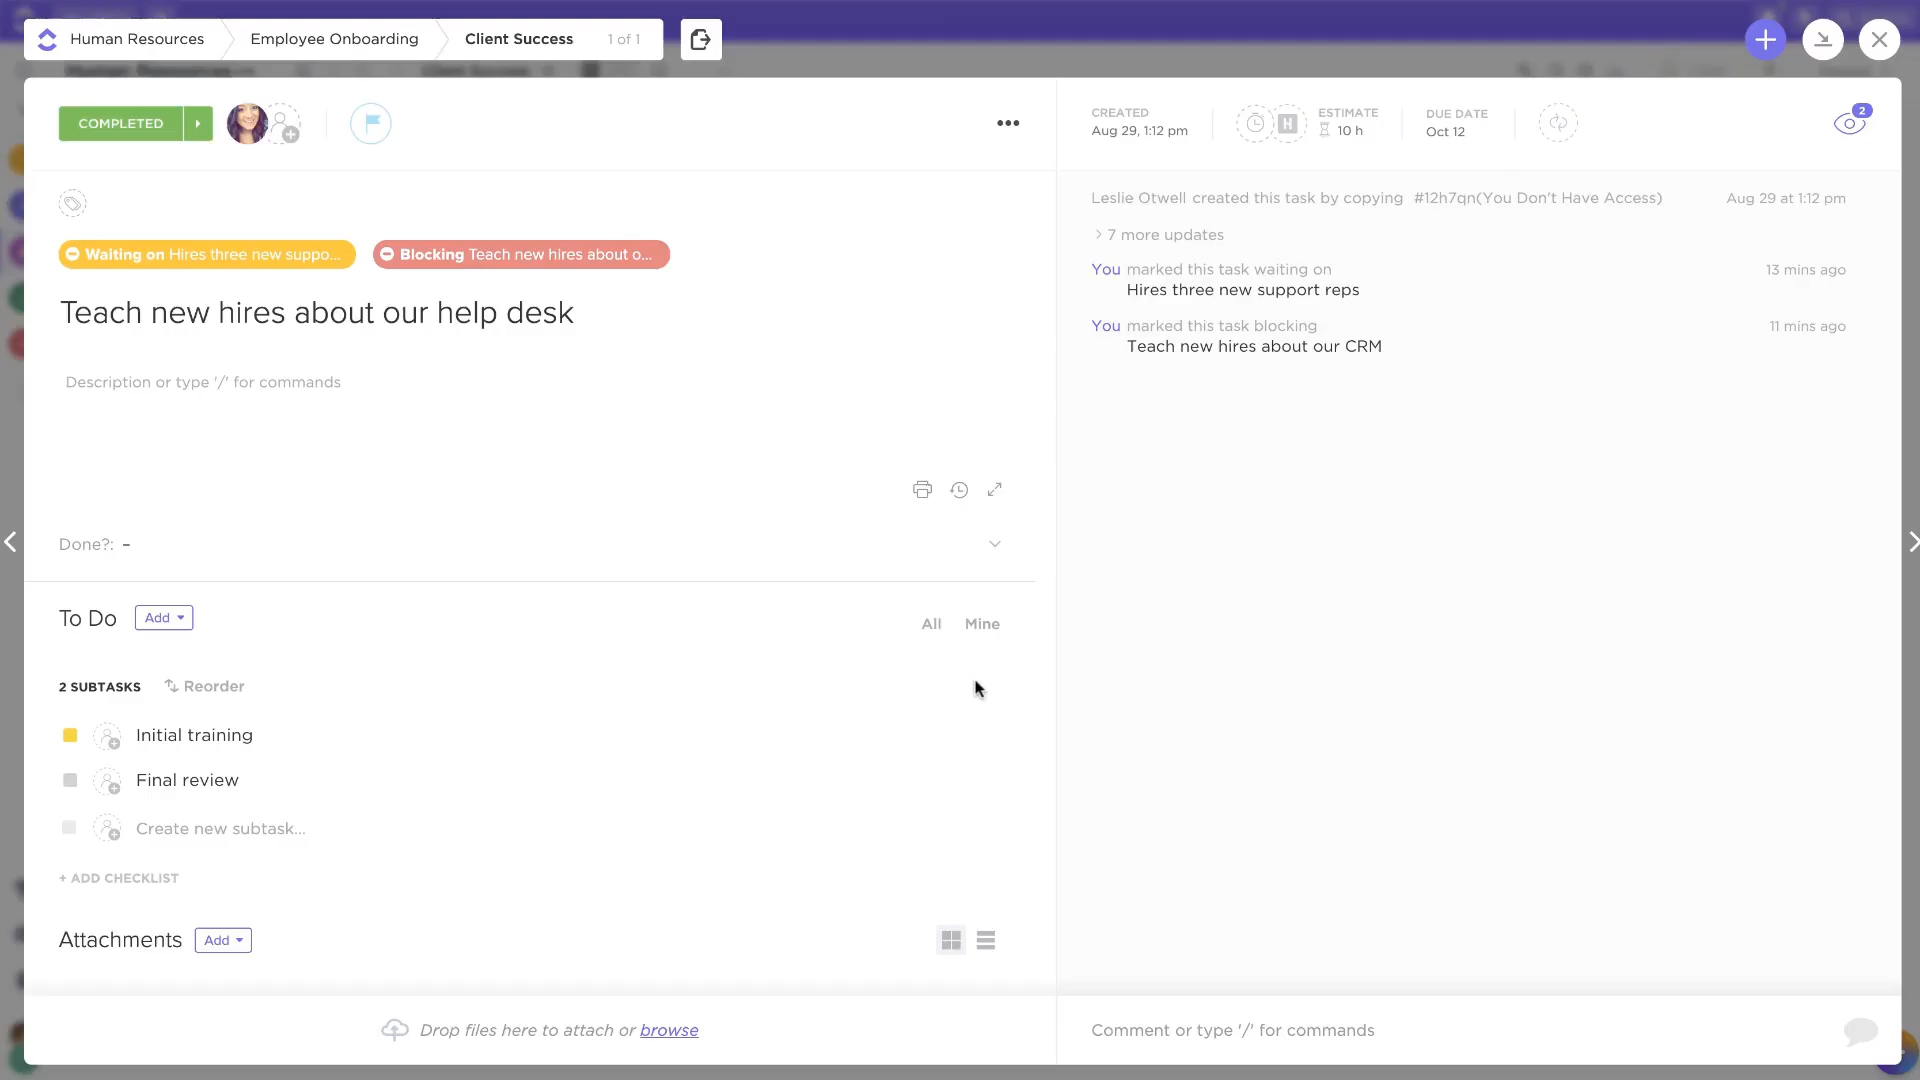 Human Resources
Employee Onboarding
Client Success
1 of 1
COMPLETED
CREATED
Aug 29, 1:12 pm
H
ESTIMATE
10 h
DUE DATE
Oct 12
2
Leslie Otwell created this task by copying #12h7qn(You Don't Have Access)
Aug 29 at 1:12 pm
7 more updates
You marked this task waiting on
13 mins ago
Hires three new support reps
You marked this task blocking
11 mins ago
Teach new hires about our CRM
Waiting on Hires three new suppo...
Blocking Teach new hires about o...
Teach new hires about our help desk
Description or type '/' for commands
Done?: –
To Do
Add
All
Mine
2 SUBTASKS
Reorder
Initial training
Final review
Create new subtask...
+ ADD CHECKLIST
Attachments
Add
Drop files here to attach or browse
Comment or type '/' for commands